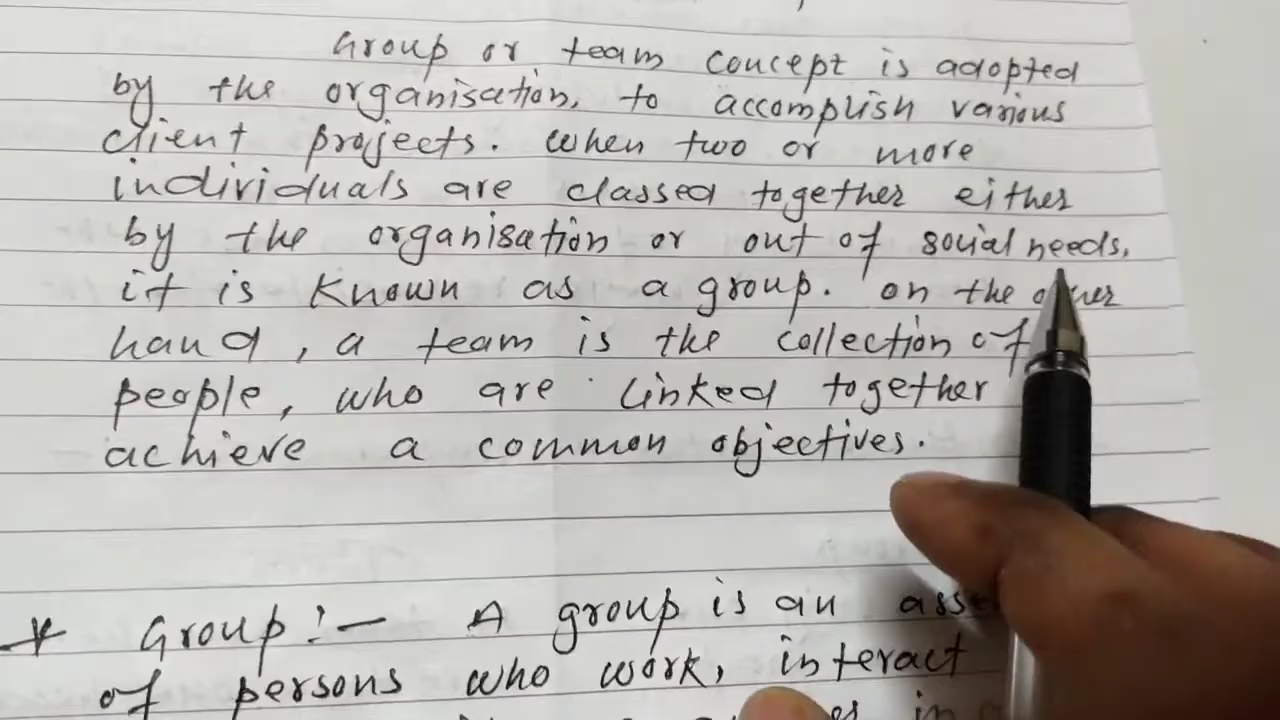 Group or team concept is adopted
by the organisation, to accomplish various
client projects. when two or more
individuals are classed together either
by the organisation or out of social needs,
it is known as a group. on the other
hand, a team is the collection of
people, who are linked together
achieve a common objectives.
* Group :- A group is an
of persons who work, interact
in